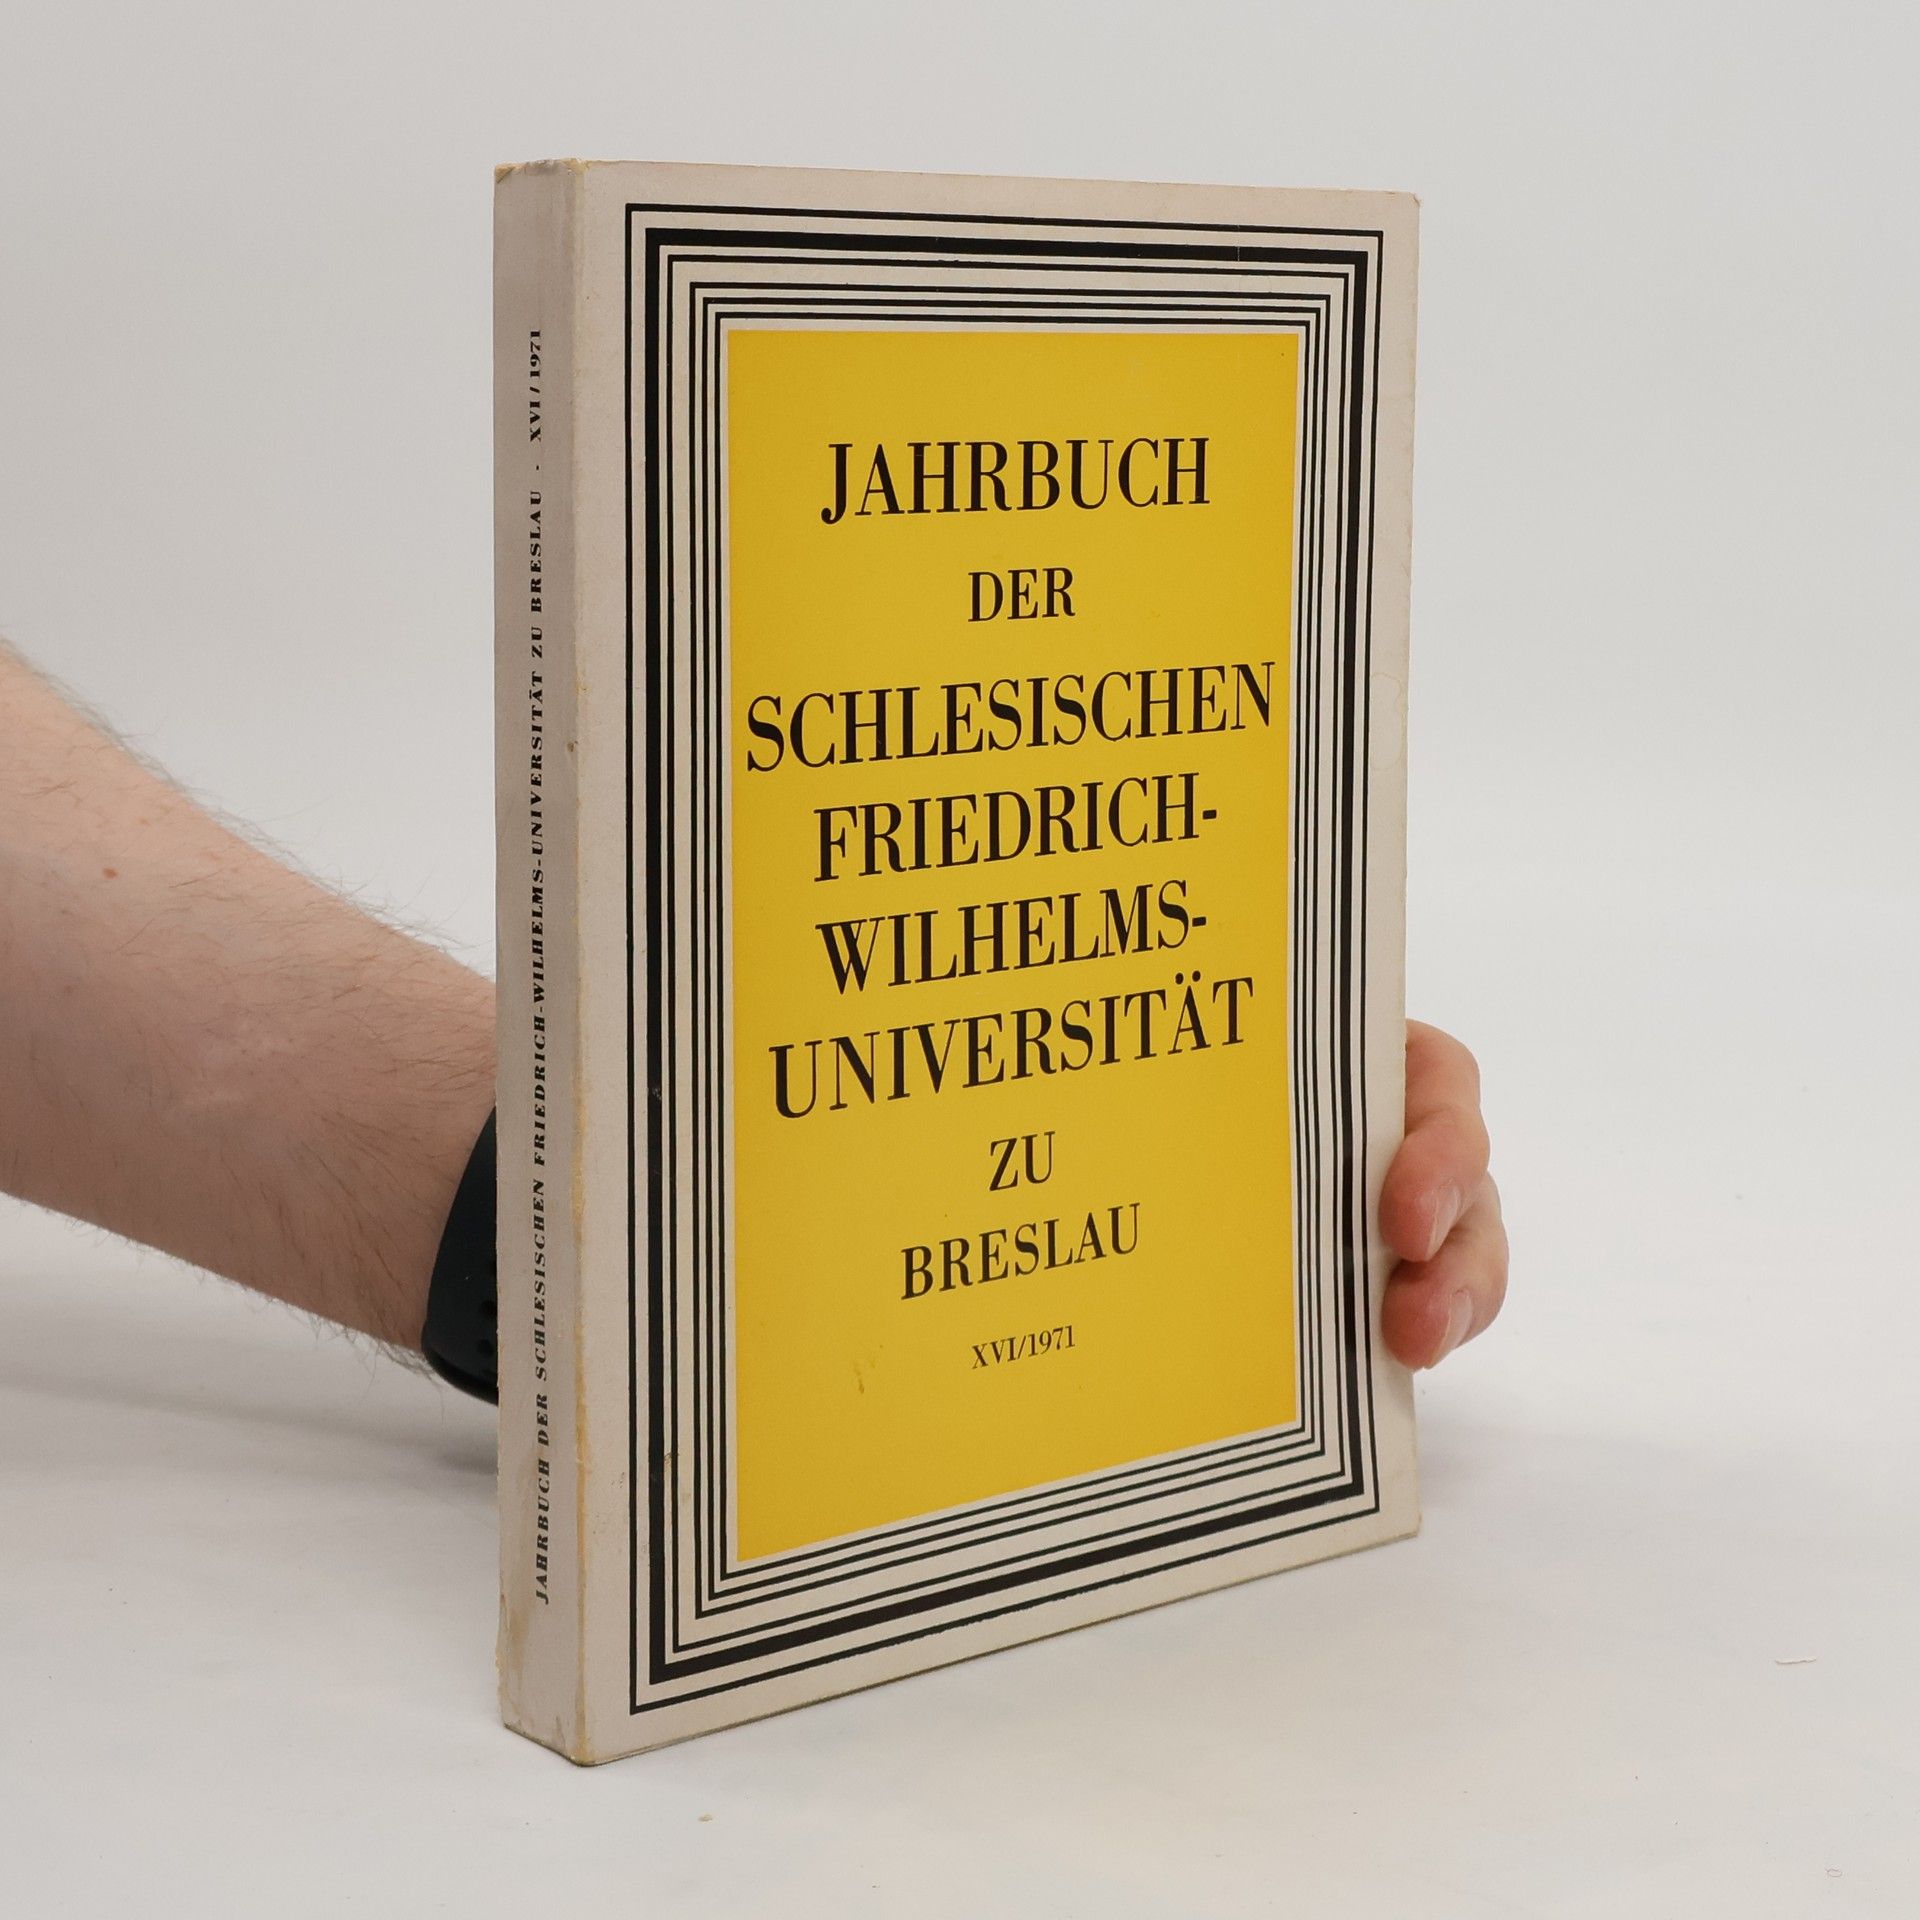 JAHRBUCH DER SCHLESISCHEN FRIEDRICH-WILHELMS-UNIVERSITÄT ZU BRESLAU · XVI/1971
JAHRBUCH
DER
SCHLESISCHEN
FRIEDRICH-
WILHELMS-
UNIVERSITÄT
ZU
BRESLAU
XVI/1971